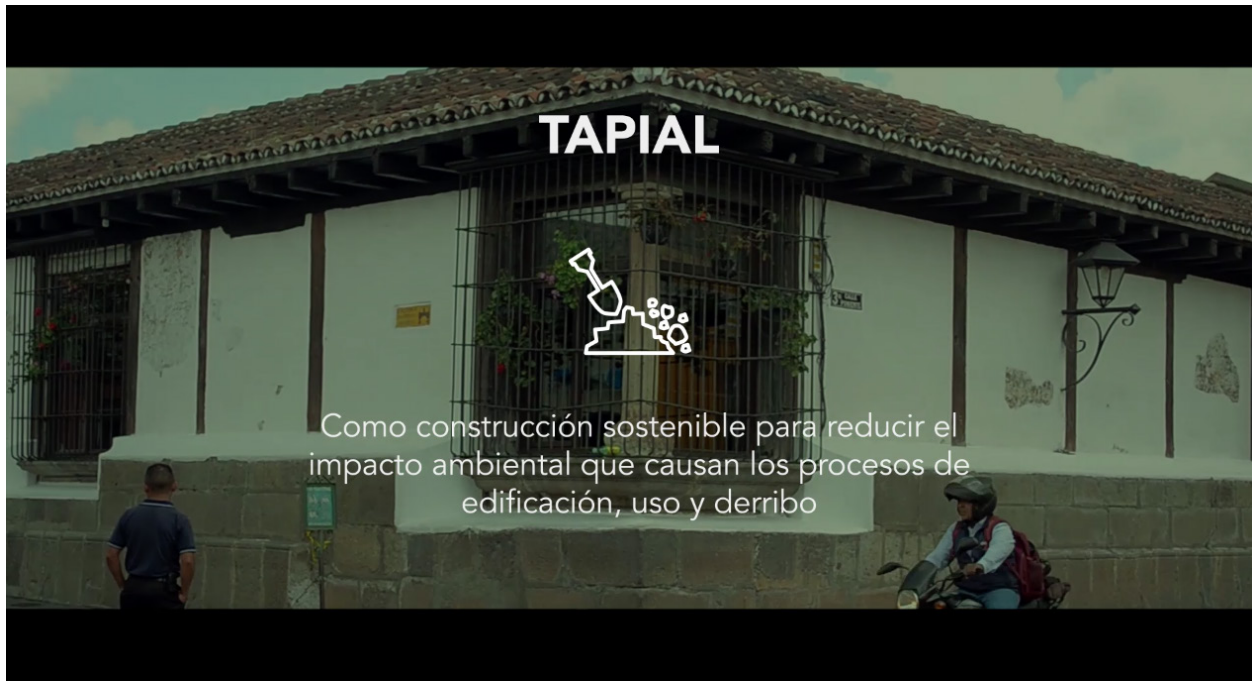 TAPIAL
Como construcción sostenible para reducir el
impacto ambiental que causan los procesos de
edificación, uso y derribo